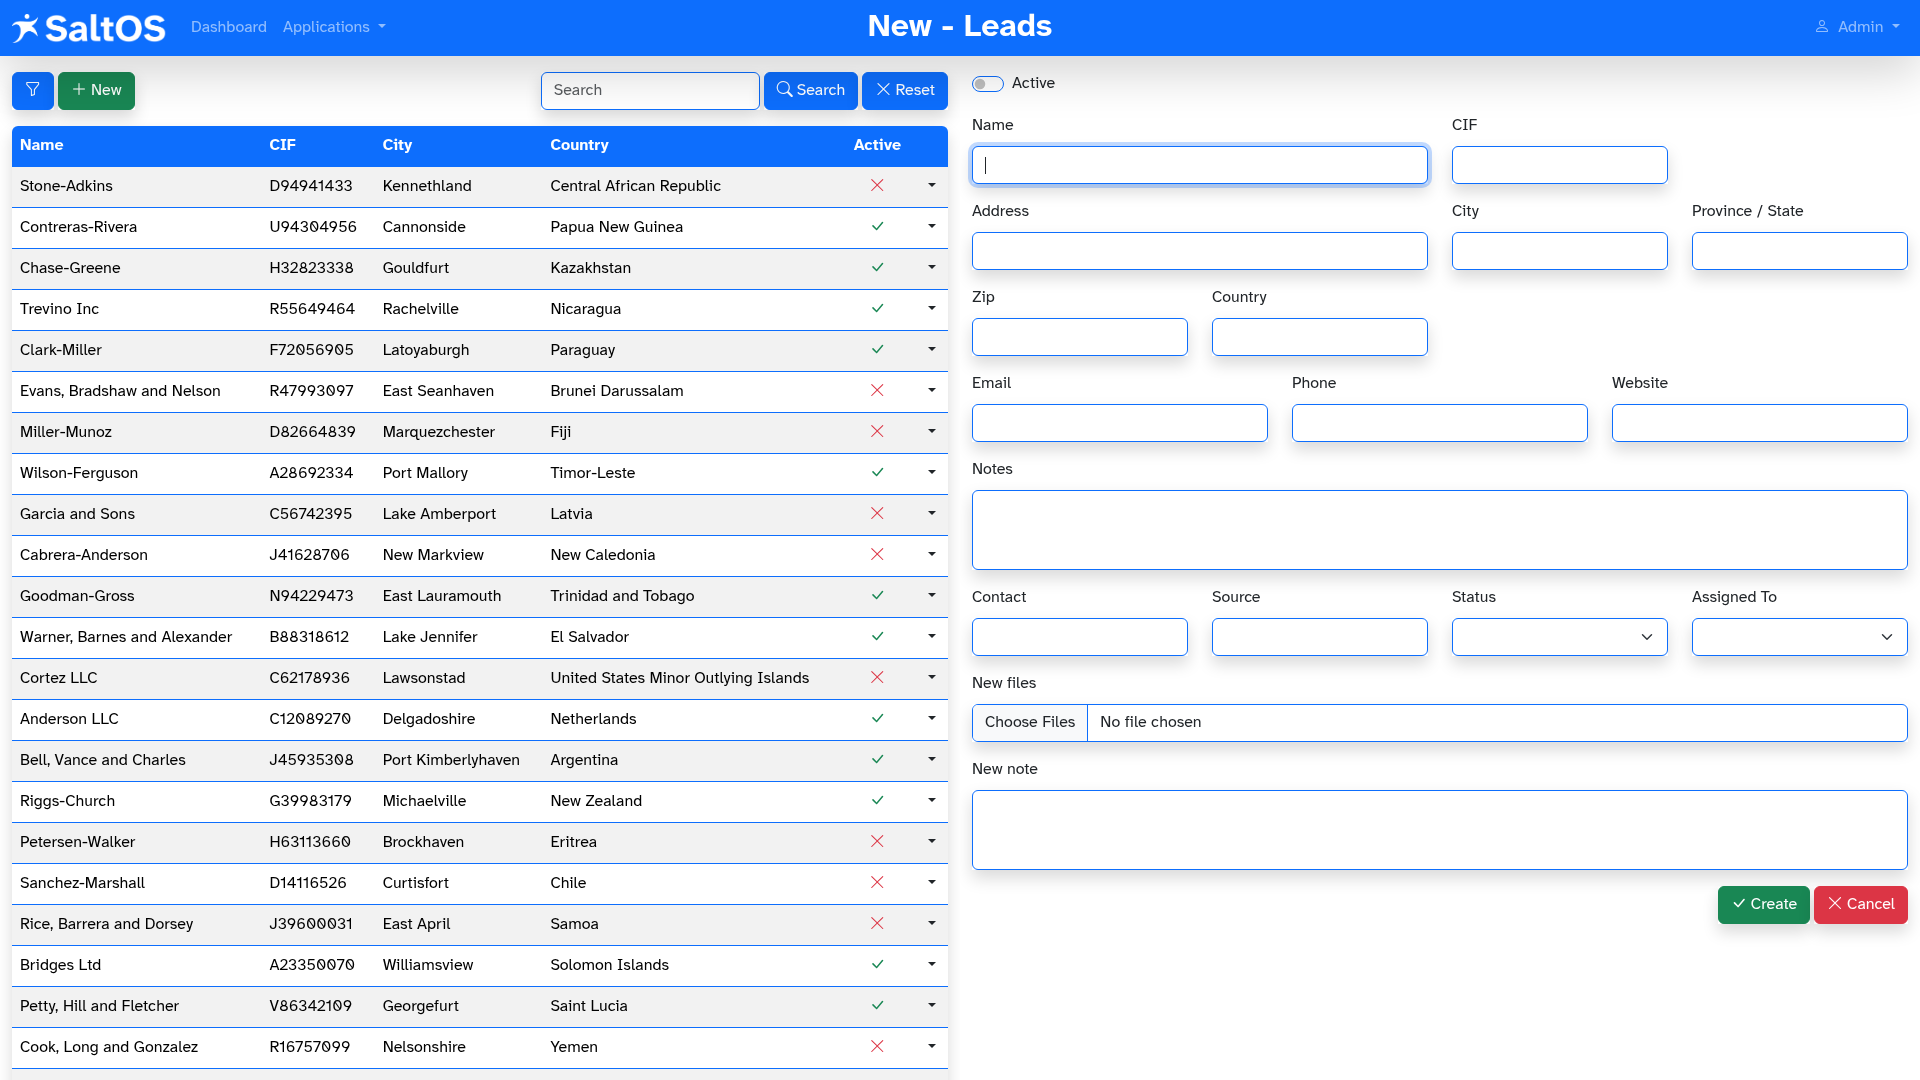 SaltOS Dashboard Applications New - Leads Admin
New Search Search Reset
Name CIF City Country Active
Stone-Adkins D94941433 Kennethland Central African Republic
Contreras-Rivera U94304956 Cannonside Papua New Guinea
Chase-Greene H32823338 Gouldfurt Kazakhstan
Trevino Inc R55649464 Rachelville Nicaragua
Clark-Miller F72056905 Latoyaburgh Paraguay
Evans, Bradshaw and Nelson R47993097 East Seanhaven Brunei Darussalam
Miller-Munoz D82664839 Marquezchester Fiji
Wilson-Ferguson A28692334 Port Mallory Timor-Leste
Garcia and Sons C56742395 Lake Amberport Latvia
Cabrera-Anderson J41628706 New Markview New Caledonia
Goodman-Gross N94229473 East Lauramouth Trinidad and Tobago
Warner, Barnes and Alexander B88318612 Lake Jennifer El Salvador
Cortez LLC C62178936 Lawsonstad United States Minor Outlying Islands
Anderson LLC C12089270 Delgadoshire Netherlands
Bell, Vance and Charles J45935308 Port Kimberlyhaven Argentina
Riggs-Church G39983179 Michaelville New Zealand
Petersen-Walker H63113660 Brockhaven Eritrea
Sanchez-Marshall D14116526 Curtisfort Chile
Rice, Barrera and Dorsey J39600031 East April Samoa
Bridges Ltd A23350070 Williamsview Solomon Islands
Petty, Hill and Fletcher V86342109 Georgefurt Saint Lucia
Cook, Long and Gonzalez R16757099 Nelsonshire Yemen
Active
Name CIF
Address City Province / State
Zip Country
Email Phone Website
Notes
Contact Source Status Assigned To
New files
Choose Files No file chosen
New note
Create Cancel